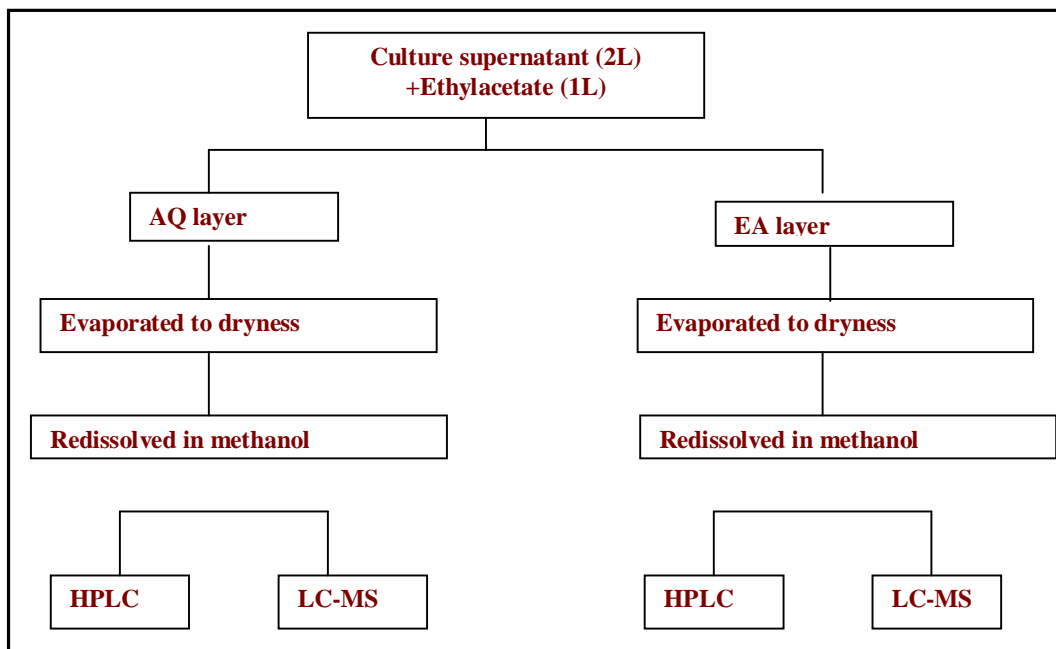 Culture supernatant (2L)
+Ethylacetate (1L)
AQ layer
EA layer
Evaporated to dryness
Evaporated to dryness
Redissolved in methanol
Redissolved in methanol
HPLC
LC-MS
HPLC
LC-MS